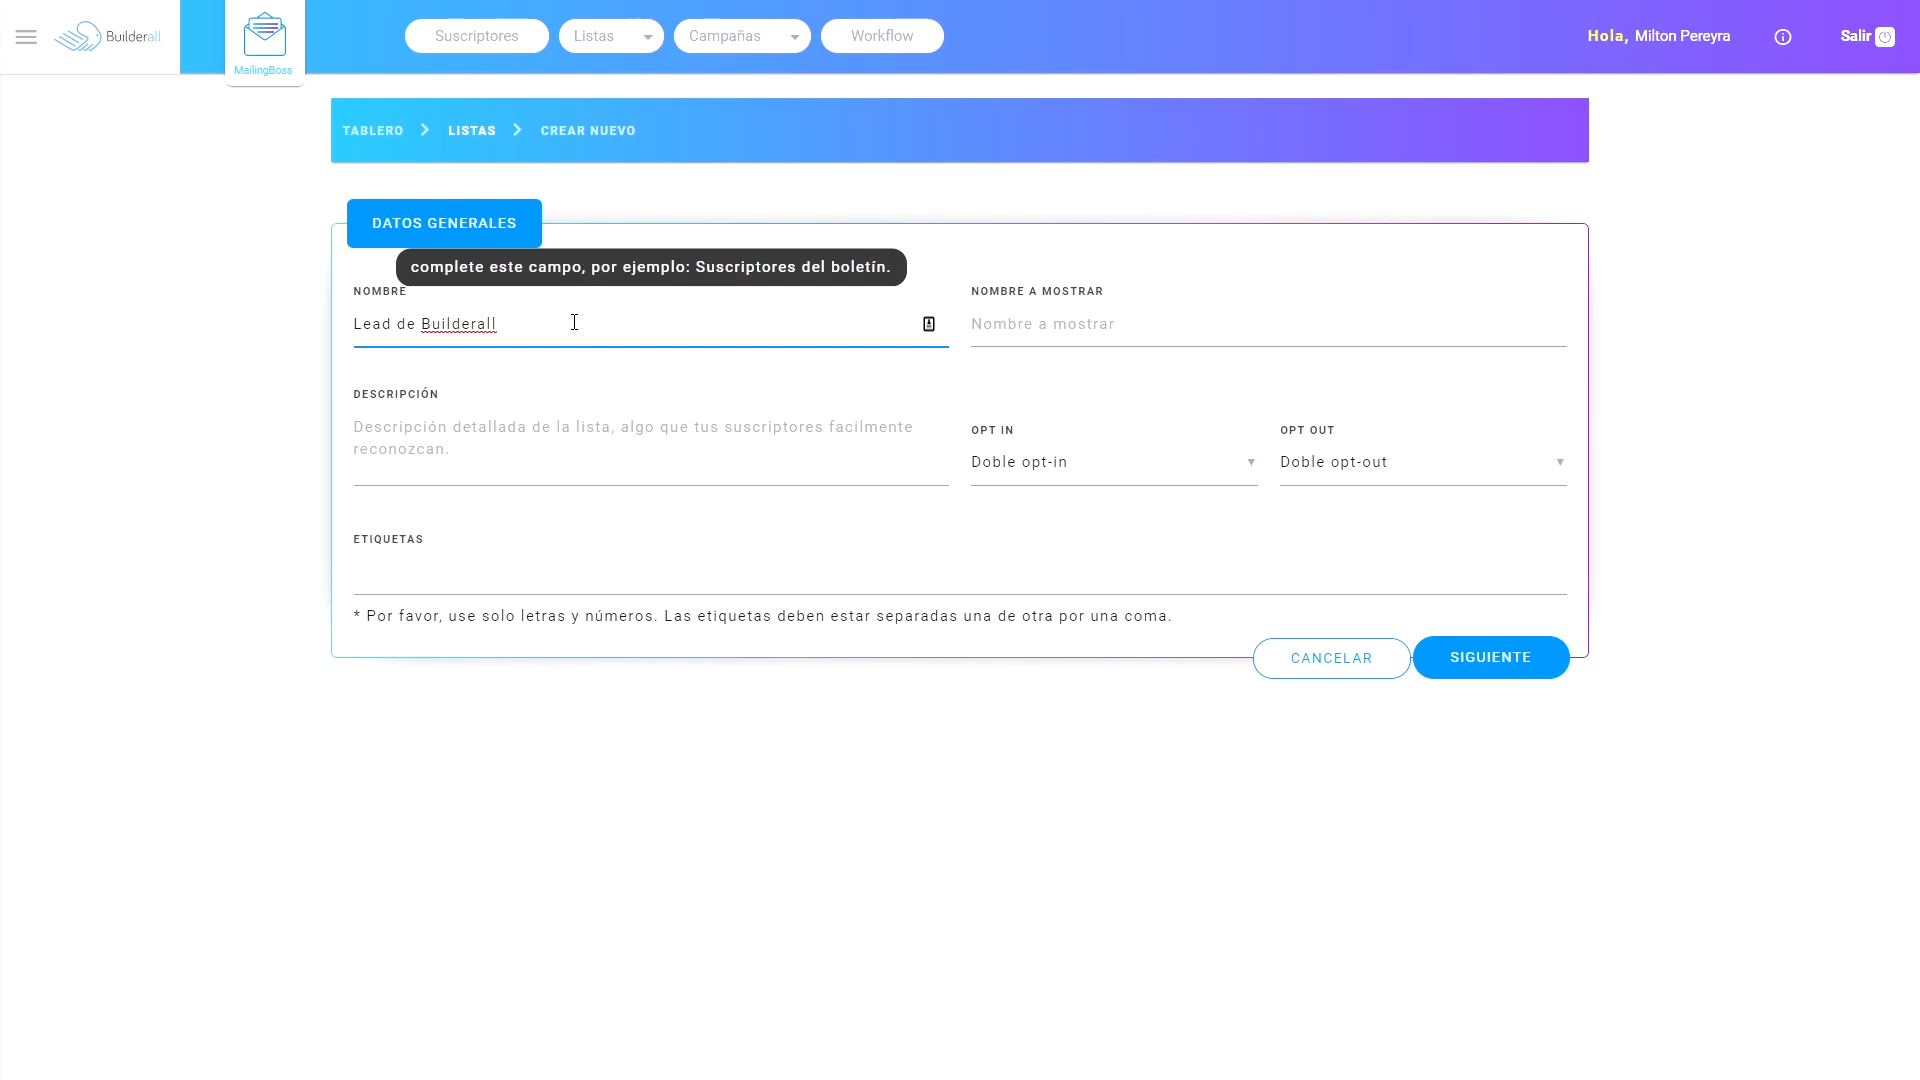 Builderall
MailingBoss
Suscriptores
Listas
Campañas
Workflow
Hola, Milton Pereyra
Salir
TABLERO
LISTAS
CREAR NUEVO
DATOS GENERALES
complete este campo, por ejemplo: Suscriptores del boletín.
NOMBRE
Lead de Builderall
NOMBRE A MOSTRAR
Nombre a mostrar
DESCRIPCIÓN
Descripción detallada de la lista, algo que tus suscriptores facilmente
reconozcan.
OPT IN
Doble opt-in
OPT OUT
Doble opt-out
ETIQUETAS
* Por favor, use solo letras y números. Las etiquetas deben estar separadas una de otra por una coma.
CANCELAR
SIGUIENTE